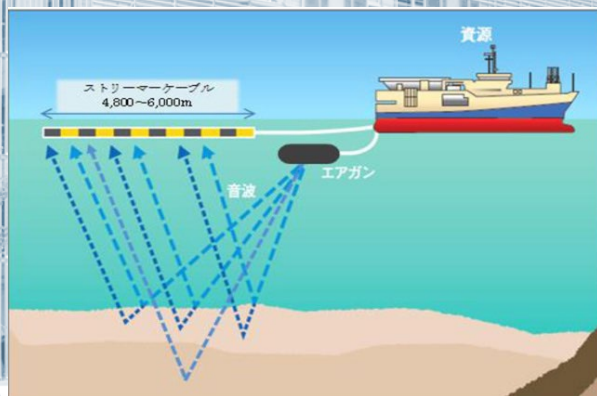 資源
ストリーマーケーブル
4,800～6,000m
エアガン
音波